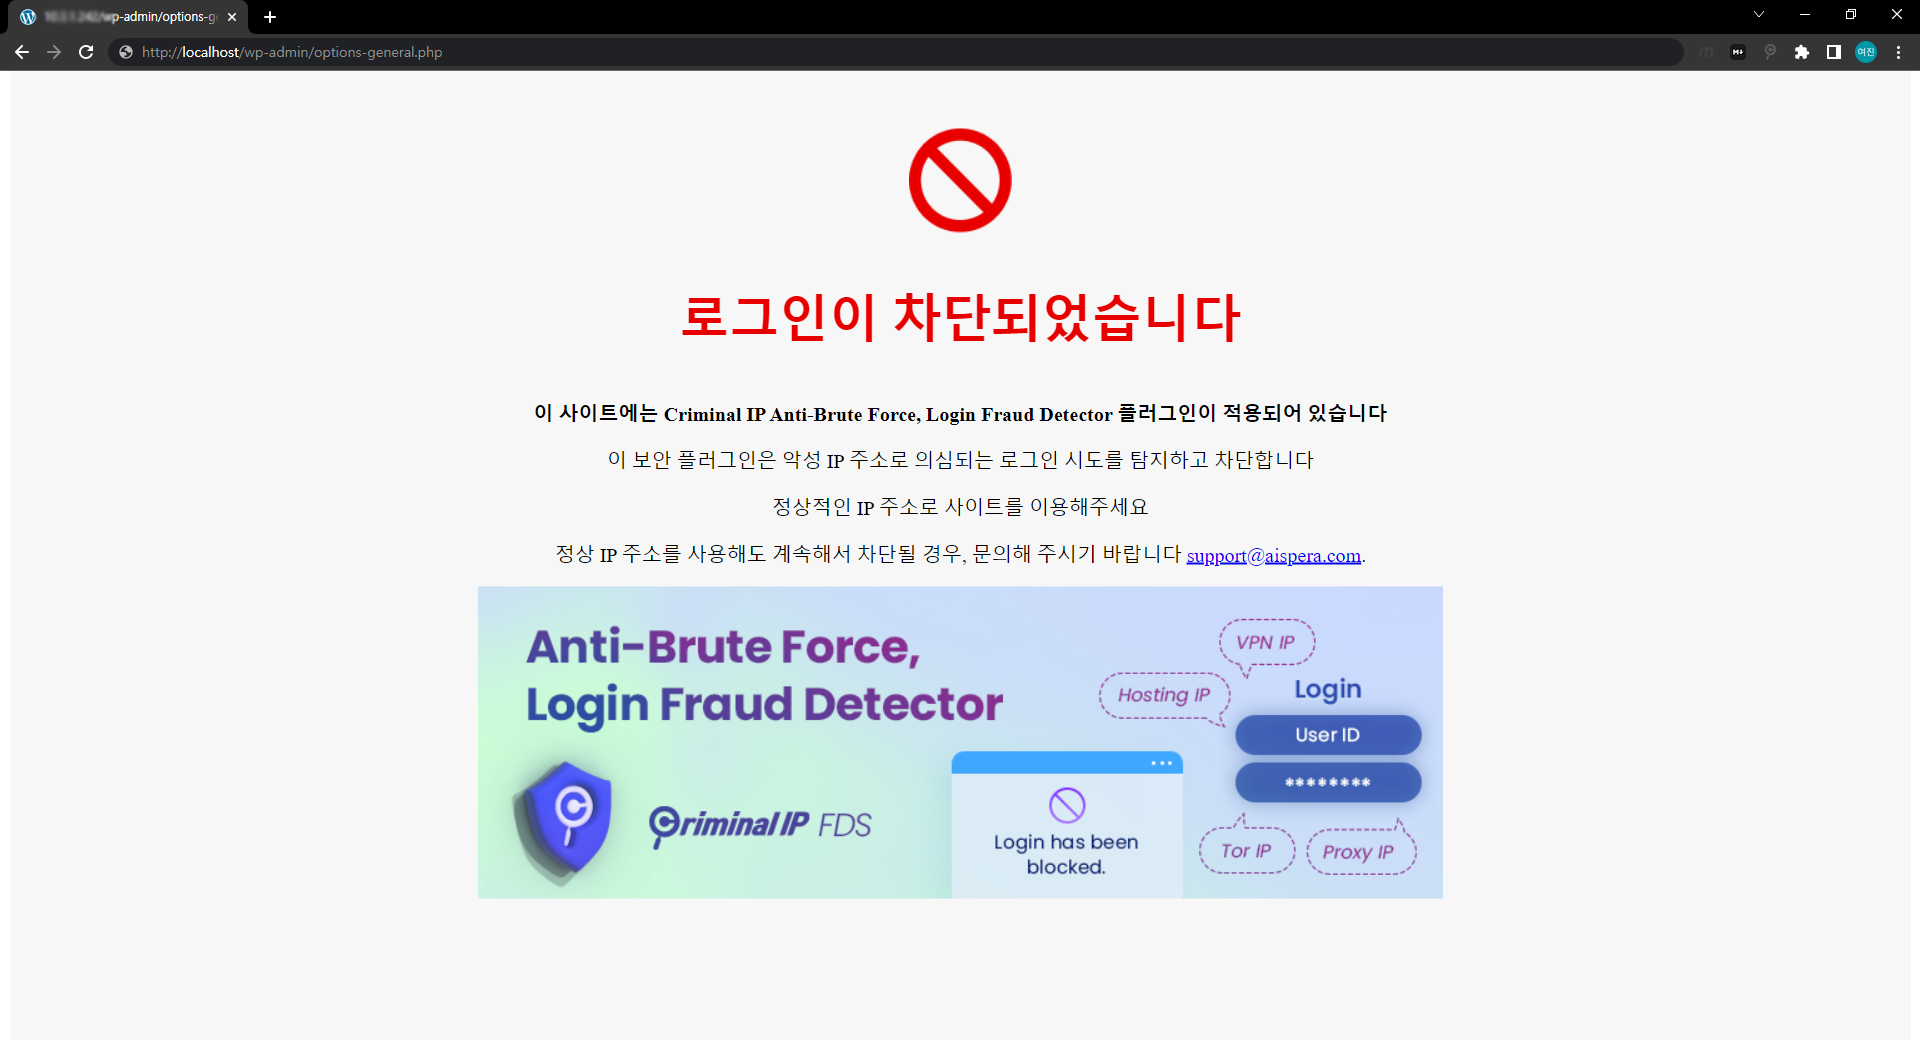 /wp-admin/options-ge
http://localhost/wp-admin/options-general.php
여진
로그인이 차단되었습니다
이 사이트에는 Criminal IP Anti-Brute Force, Login Fraud Detector 플러그인이 적용되어 있습니다
이 보안 플러그인은 악성 IP 주소로 의심되는 로그인 시도를 탐지하고 차단합니다
정상적인 IP 주소로 사이트를 이용해주세요
정상 IP 주소를 사용해도 계속해서 차단될 경우, 문의해 주시기 바랍니다 support@aispera.com.
Anti-Brute Force,
Login Fraud Detector
Criminal IP FDS
Login has been
blocked.
VPN IP
Hosting IP
Login
User ID
********
Tor IP
Proxy IP